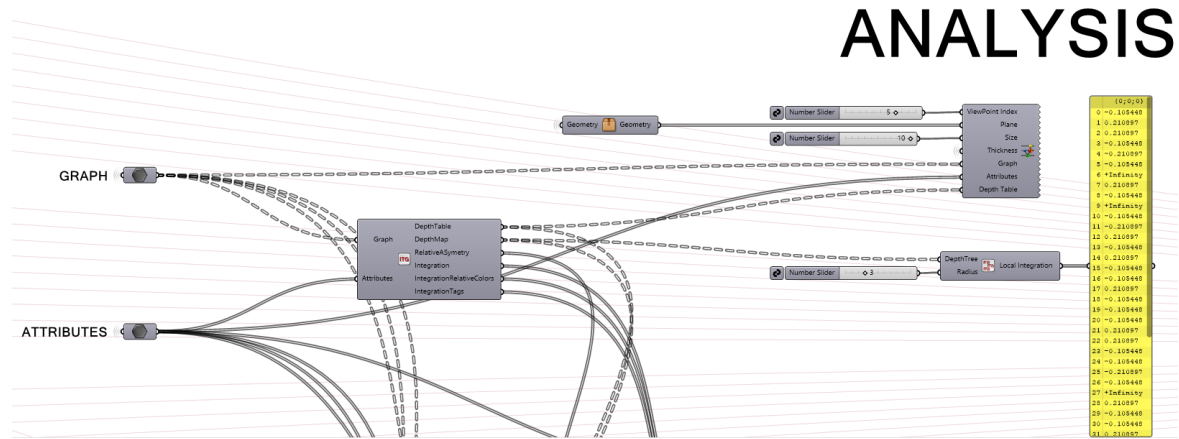 ANALYSIS
Number Slider 5
Geometry Geometry
Number Slider 10
ViewPoint Index
Plane
Size
Thickness
Graph
Attributes
Depth Table
GRAPH
Graph
Attributes
DepthTable
DepthMap
RelativeASymetry
Integration
IntegrationRelativeColors
IntegrationTags
ITG
ATTRIBUTES
Number Slider 3
DepthTree
Radius
Local Integration
{0;0;0}
0 -0.105448
1 0.210897
2 0.210897
3 -0.105448
4 -0.210897
5 -0.105448
6 +Infinity
7 0.210897
8 -0.105448
9 +Infinity
10 -0.105448
11 -0.210897
12 0.210897
13 -0.105448
14 0.210897
15 -0.105448
16 -0.105448
17 0.210897
18 -0.105448
19 -0.105448
20 -0.105448
21 0.210897
22 0.210897
23 -0.105448
24 -0.105448
25 -0.210897
26 -0.105448
27 +Infinity
28 0.210897
29 -0.105448
30 -0.105448
31 0.210897